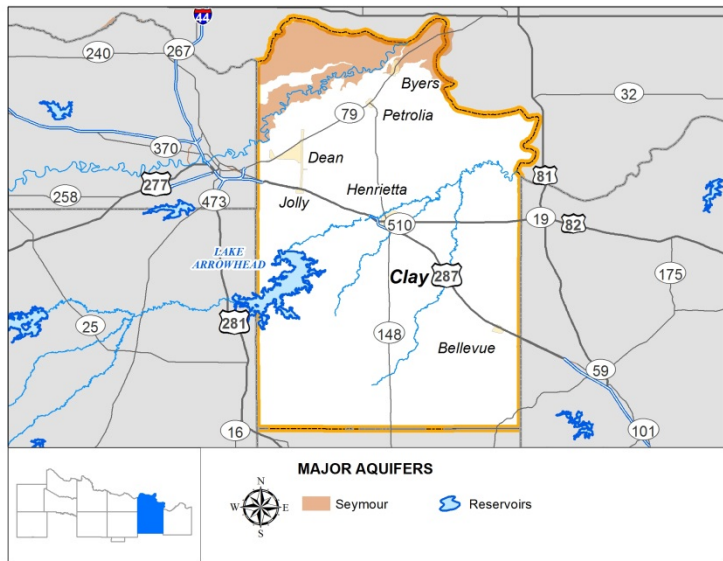 44
240
267
Byers
32
79
Petrolia
370
Dean
81
277
258
Henrietta
473
Jolly
19
82
510
LAKE
ARROWHEAD
Clay
287
175
281
25
148
Bellevue
59
16
101
MAJOR AQUIFERS
N
W E
S
Seymour
Reservoirs